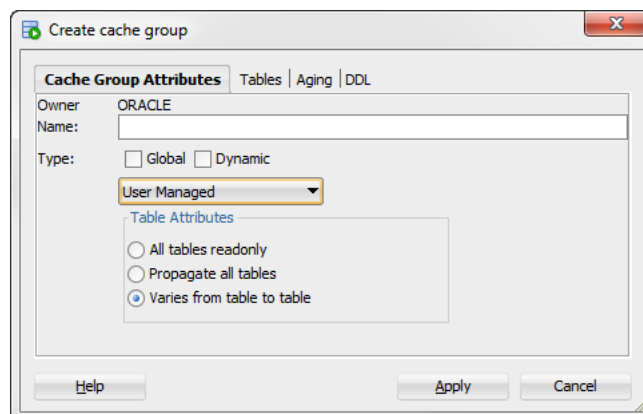 Create cache group
Cache Group Attributes Tables Aging DDL
Owner ORACLE
Name:
Type: Global Dynamic
User Managed
Table Attributes
All tables readonly
Propagate all tables
Varies from table to table
Help Apply Cancel